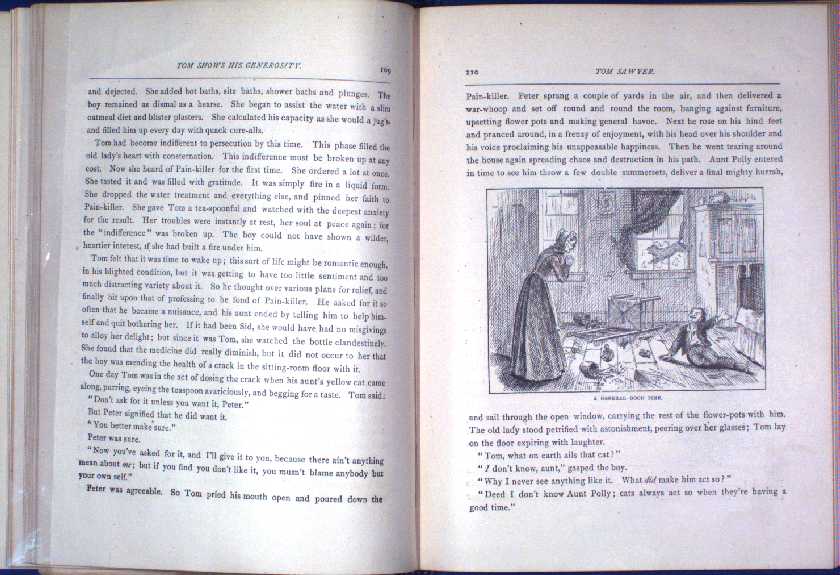 TOM SHOWS HIS GENEROSITY.
169
and dejected. She added hot baths, sitz baths, shower baths and plunges. The
boy remained as dismal as a hearse. She began to assist the water with a slim
oatmeal diet and blister plasters. She calculated his capacity as she would a jug's,
and filled him up every day with quack cure-alls.
Tom had become indifferent to persecution by this time. This phase filled the
old lady's heart with consternation. This indifference must be broken up at any
cost. Now she heard of Pain-killer for the first time. She ordered a lot at once.
She tasted it and was filled with gratitude. It was simply fire in a liquid form.
She dropped the water treatment and everything else, and pinned her faith to
Pain-killer. She gave Tom a tea-spoonful and watched with the deepest anxiety
for the result. Her troubles were instantly at rest, her soul at peace again; for
the "indifference" was broken up. The boy could not have shown a wilder,
heartier interest, if she had built a fire under him.
Tom felt that it was time to wake up; this sort of life might be romantic enough,
in his blighted condition, but it was getting to have too little sentiment and too
much distracting variety about it. So he thought over various plans for relief, and
finally hit upon that of professing to be fond of Pain-killer. He asked for it so
often that he became a nuisance, and his aunt ended by telling him to help him-
self and quit bothering her. If it had been Sid, she would have had no misgivings
to alloy her delight; but since it was Tom, she watched the bottle clandestinely.
She found that the medicine did really diminish, but it did not occur to her that
the boy was mending the health of a crack in the sitting-room floor with it.
One day Tom was in the act of dosing the crack when his aunt's yellow cat came
along, purring, eyeing the teaspoon avariciously, and begging for a taste. Tom said:
"Don't ask for it unless you want it, Peter."
But Peter signified that he did want it.
"You better make sure."
Peter was sure.
"Now you've asked for it, and I'll give it to you, because there ain't anything
mean about me; but if you find you don't like it, you mustn't blame anybody but
your own self."
Peter was agreeable. So Tom pried his mouth open and poured down the
170
TOM SAWYER.
Pain-killer. Peter sprang a couple of yards in the air, and then delivered a
war-whoop and set off round and round the room, banging against furniture,
upsetting flower pots and making general havoc. Next he rose on his hind feet
and pranced around, in a frenzy of enjoyment, with his head over his shoulder and
his voice proclaiming his unappeasable happiness. Then he went tearing around
the house again spreading chaos and destruction in his path. Aunt Polly entered
in time to see him throw a few double summersets, deliver a final mighty hurrah,
A GENERAL GOOD TIME.
and sail through the open window, carrying the rest of the flower-pots with him.
The old lady stood petrified with astonishment, peering over her glasses; Tom lay
on the floor expiring with laughter.
"Tom, what on earth ails that cat?"
"I don't know, aunt," gasped the boy.
"Why I never see anything like it. What did make him act so?"
"Deed I don't know Aunt Polly; cats always act so when they're having a
good time."